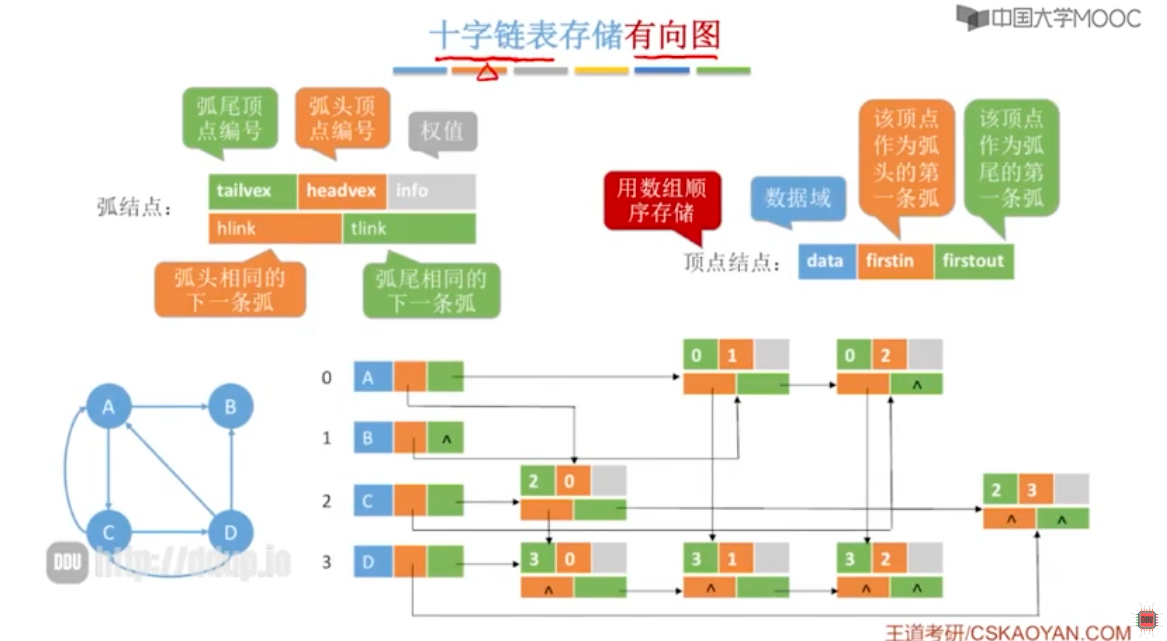 中国大学MOOC
十字链表存储有向图
弧尾顶
点编号
弧头顶
点编号
权值
该顶点
作为弧
头的第
一条弧
该顶点
作为弧
尾的第
一条弧
用数组顺
序存储
数据域
弧结点：
tailvex headvex info
hlink tlink
顶点结点：
data firstin firstout
弧头相同的
下一条弧
弧尾相同的
下一条弧
A B
C D
0 A
0 1
0 2
^
1 B ^
2 C
2 0
2 3
^ ^
3 D
3 0
^
3 1
^
3 2
^ ^
DDU http://ddup.io
王道考研/CSKAOYAN.COM
DDU